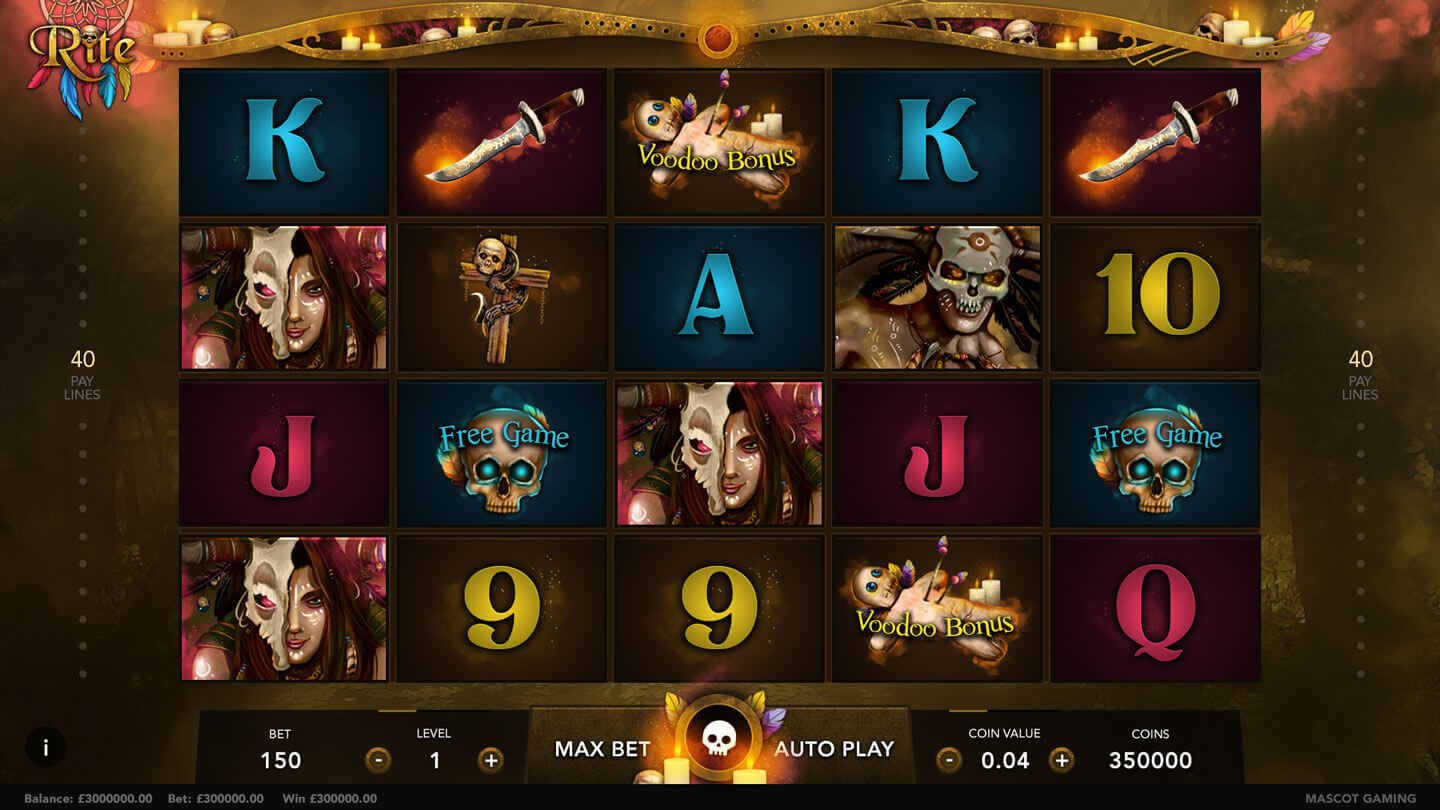 Rite
K
Voodoo Bonus
K
A
10
40
PAY
LINES
40
PAY
LINES
J
Free Game
J
Free Game
9
9
Voodoo Bonus
Q
i
BET
150
-
LEVEL
1
+
MAX BET
AUTO PLAY
-
COIN VALUE
0.04
+
COINS
350000
Balance: £3000000.00 Bet: £300000.00 Win £300000.00
MASCOT GAMING